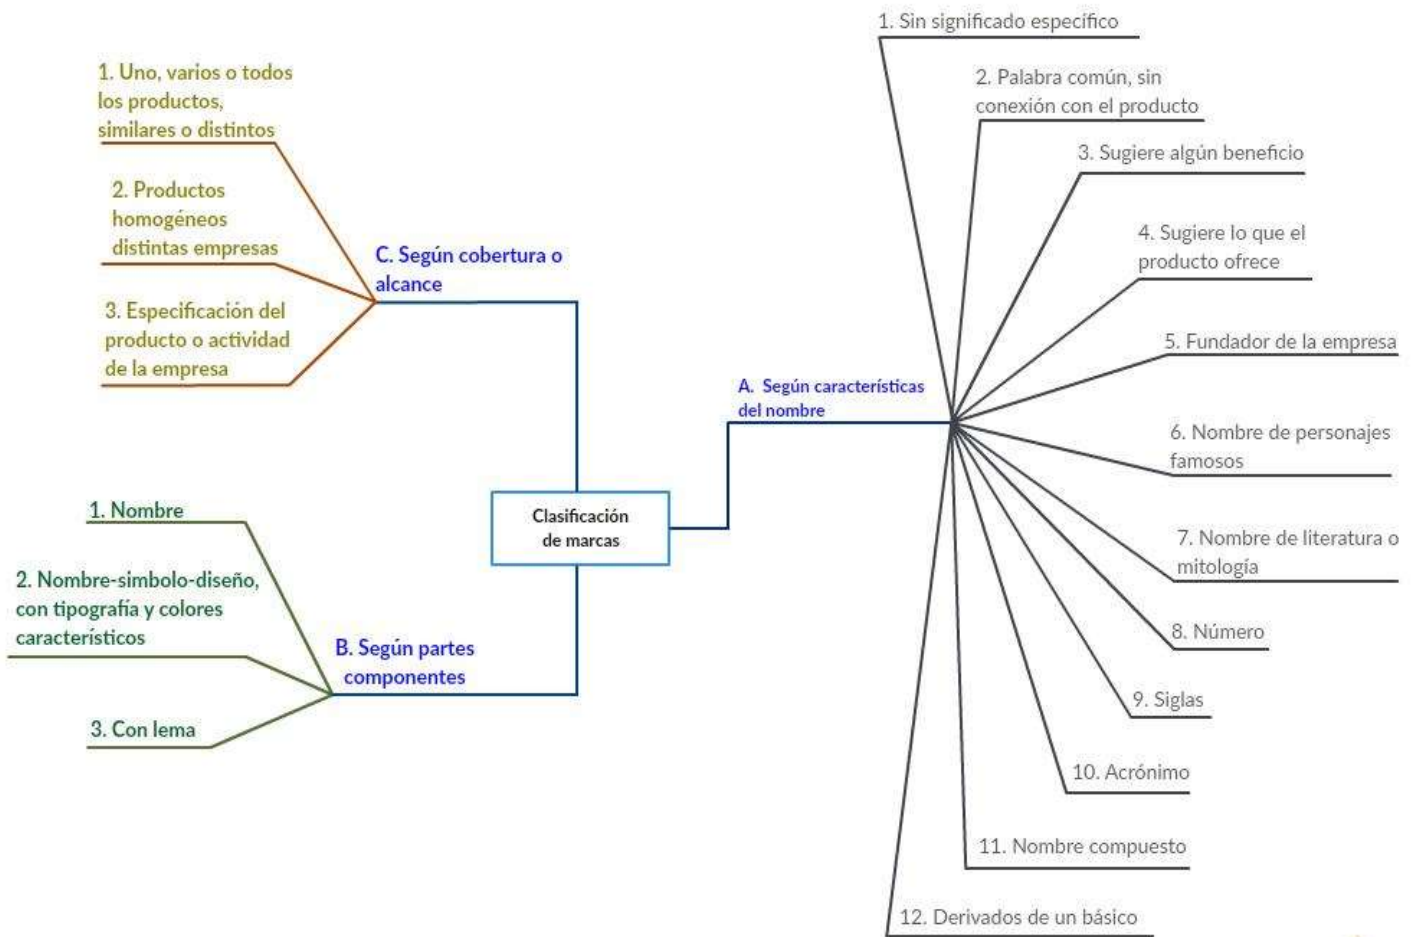 Clasificación
de marcas
A. Según características
del nombre
1. Sin significado específico
2. Palabra común, sin
conexión con el producto
3. Sugiere algún beneficio
4. Sugiere lo que el
producto ofrece
5. Fundador de la empresa
6. Nombre de personajes
famosos
7. Nombre de literatura o
mitología
8. Número
9. Siglas
10. Acrónimo
11. Nombre compuesto
12. Derivados de un básico
B. Según partes
componentes
1. Nombre
2. Nombre-simbolo-diseño,
con tipografía y colores
característicos
3. Con lema
C. Según cobertura o
alcance
1. Uno, varios o todos
los productos,
similares o distintos
2. Productos
homogéneos
distintas empresas
3. Especificación del
producto o actividad
de la empresa